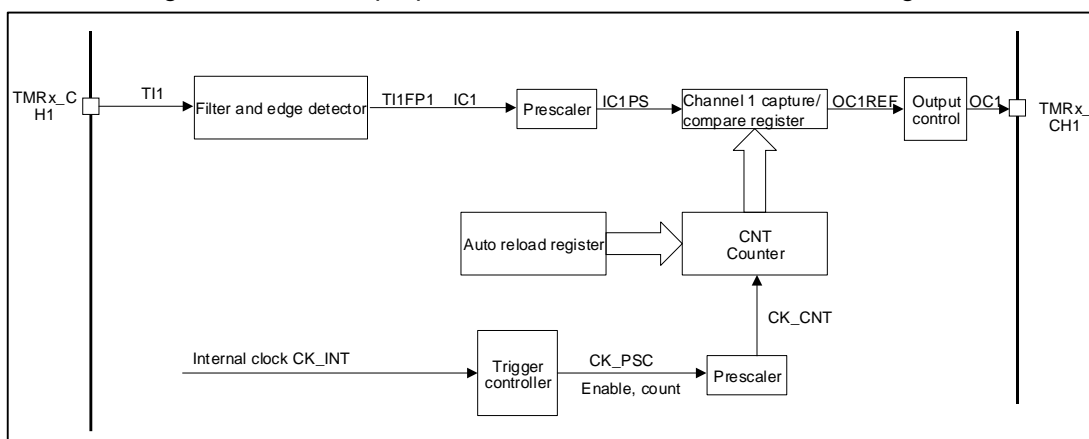 TMRx_C
H1
TI1
Filter and edge detector
TI1FP1
IC1
Prescaler
IC1PS
Channel 1 capture/
compare register
OC1REF
Output
control
OC1
TMRx_
CH1
Auto reload register
CNT
Counter
CK_CNT
Internal clock CK_INT
Trigger
controller
CK_PSC
Enable, count
Prescaler